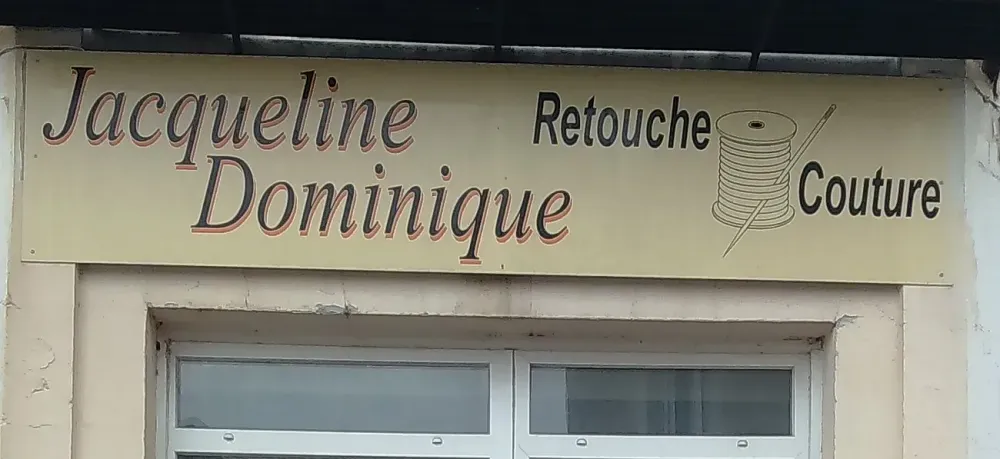 Jacqueline
Dominique
Retouche
Couture